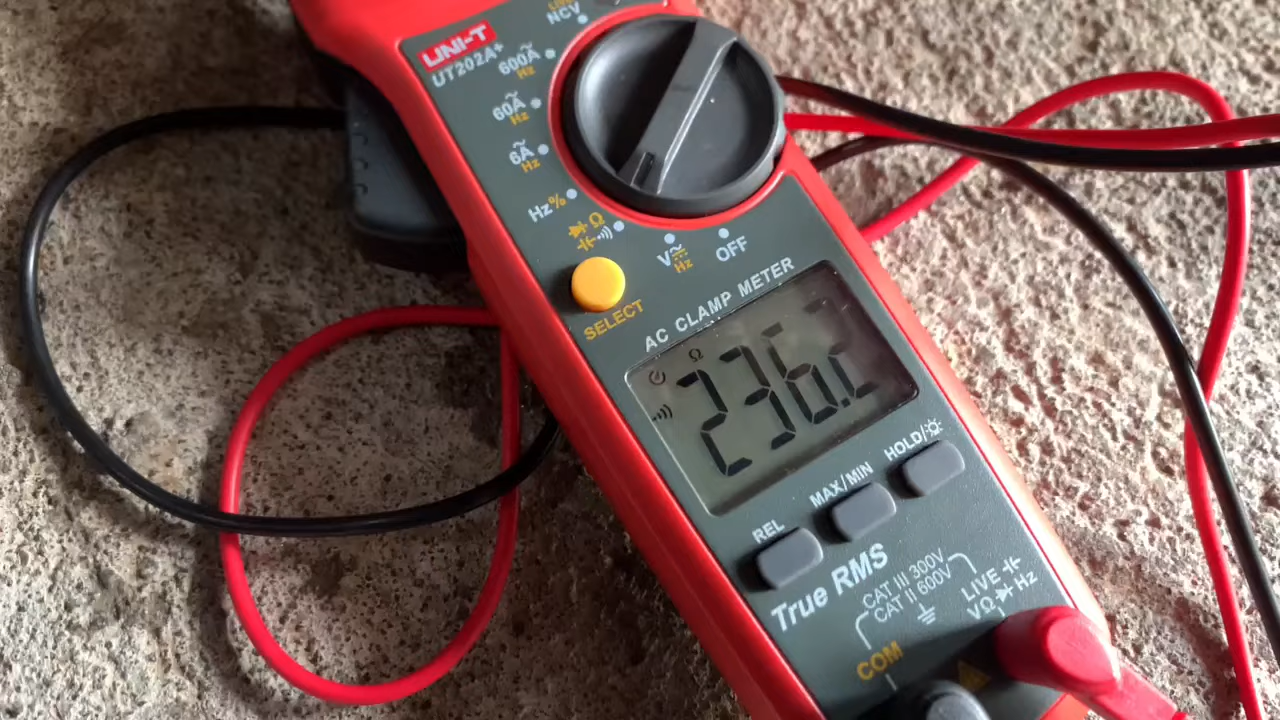 UNI-T
UT202A+
NCV
600A Hz
60A Hz
6A Hz
Hz%
Ω
V Hz
OFF
SELECT
AC CLAMP METER
Ω
236.2
HOLD/
MAX/MIN
REL
True RMS
CAT III 300V
CAT II 600V
LIVE
VΩ Hz
COM